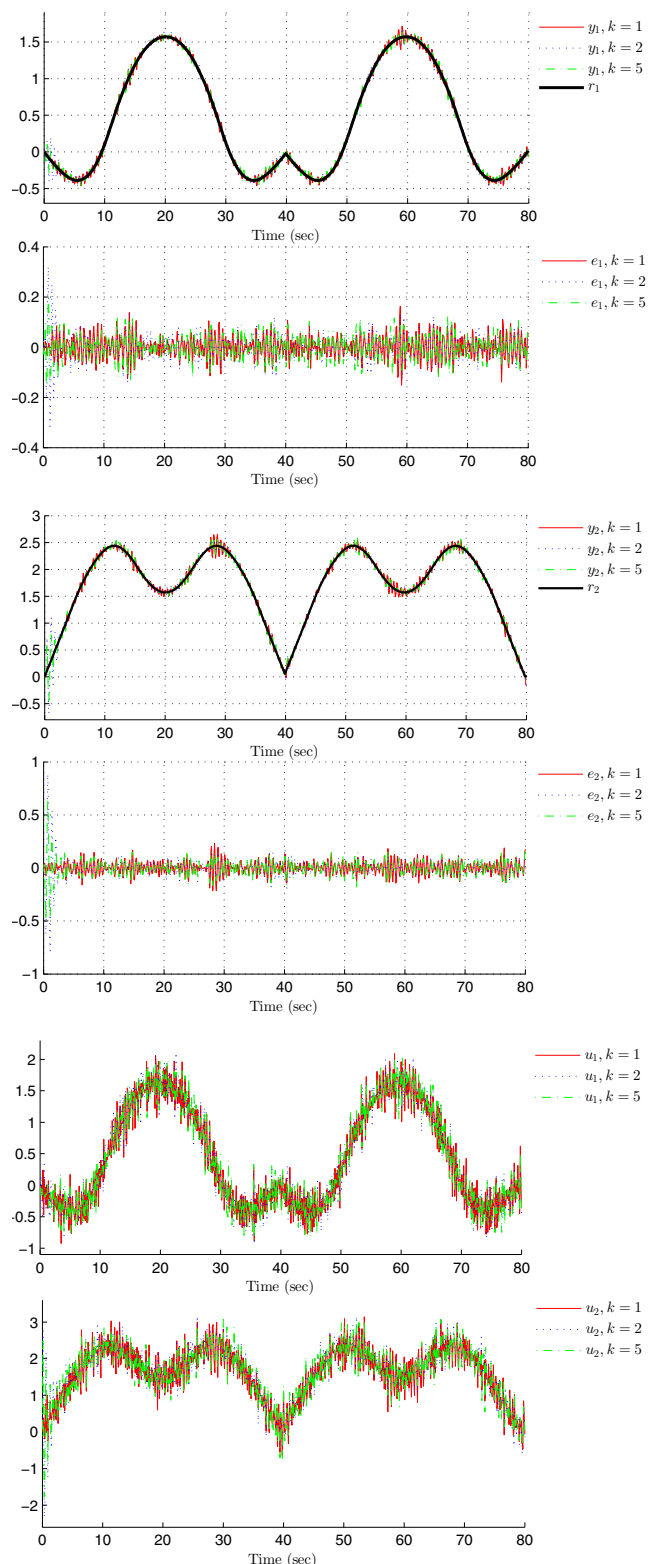 1.5
1
0.5
0
−0.5
0 10 20 30 40 50 60 70 80
Time (sec)
y₁, k = 1
y₁, k = 2
y₁, k = 5
r₁
0.4
0.2
0
−0.2
−0.4
0 10 20 30 40 50 60 70 80
Time (sec)
e₁, k = 1
e₁, k = 2
e₁, k = 5
3
2.5
2
1.5
1
0.5
0
−0.5
0 10 20 30 40 50 60 70 80
Time (sec)
y₂, k = 1
y₂, k = 2
y₂, k = 5
r₂
1
0.5
0
−0.5
−1
0 10 20 30 40 50 60 70 80
Time (sec)
e₂, k = 1
e₂, k = 2
e₂, k = 5
2
1.5
1
0.5
0
-0.5
−1
0 10 20 30 40 50 60 70 80
Time (sec)
u₁, k = 1
u₁, k = 2
u₁, k = 5
3
2
1
0
−1
−2
0 10 20 30 40 50 60 70 80
Time (sec)
u₂, k = 1
u₂, k = 2
u₂, k = 5